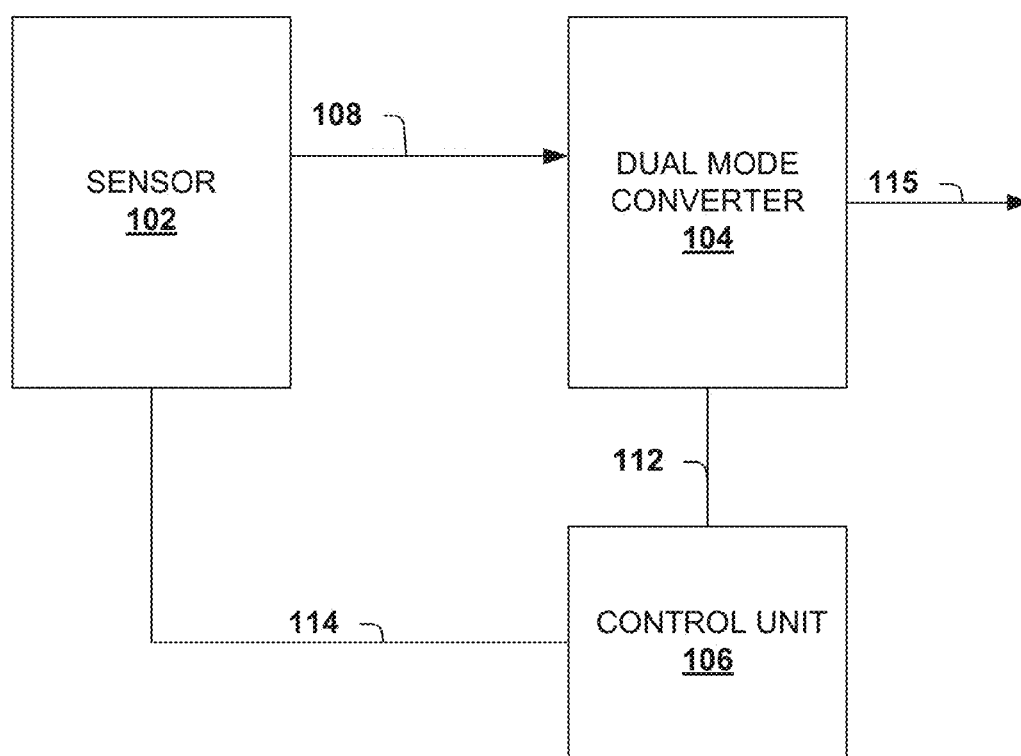 108
SENSOR
102
DUAL MODE
CONVERTER
104
115
112
114
CONTROL UNIT
106